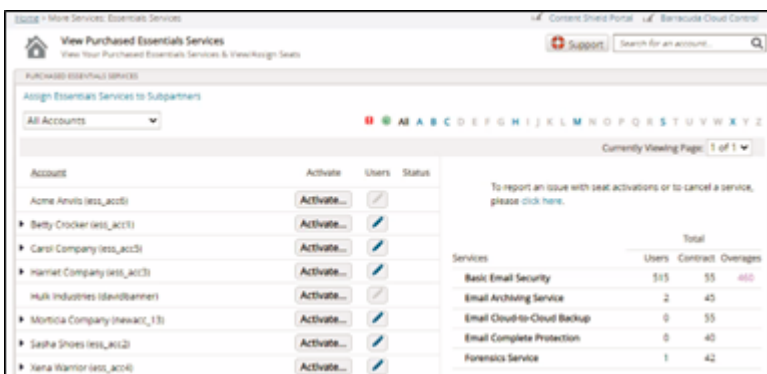 Home > More Services: Essentials Services
Content Shield Portal Barracuda Cloud Control
View Purchased Essentials Services
View Your Purchased Essentials Services & View/Assign Seats
Support Search for an account...
PURCHASED ESSENTIALS SERVICES
Assign Essentials Services to Subpartners
All Accounts All A B C D E F G H I J K L M N O P Q R S T U V W X Y Z
Currently Viewing Page: 1 of 1
Account Activate Users Status
To report an issue with seat activations or to cancel a service, 
please click here.
Acme Anvils (ess_acc6) Activate...
Betty Crocker (ess_acc1) Activate...
Carol Company (ess_acc5) Activate...
Harriet Company (ess_acc3) Activate...
Hulk Industries (davidbanner) Activate...
Morticia Company (newacc_13) Activate...
Sasha Shoes (ess_acc2) Activate...
Xena Warrior (ess_acc4) Activate...
Total
Services Users Contract Overages
Basic Email Security 515 55 460
Email Archiving Service 2 45
Email Cloud-to-Cloud Backup 0 55
Email Complete Protection 0 40
Forensics Service 1 42